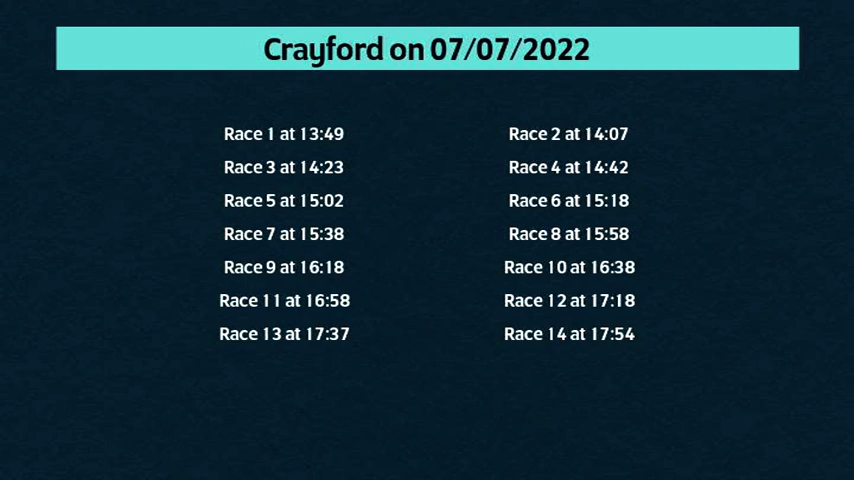 Crayford on 07/07/2022
Race 1 at 13:49 Race 2 at 14:07
Race 3 at 14:23 Race 4 at 14:42
Race 5 at 15:02 Race 6 at 15:18
Race 7 at 15:38 Race 8 at 15:58
Race 9 at 16:18 Race 10 at 16:38
Race 11 at 16:58 Race 12 at 17:18
Race 13 at 17:37 Race 14 at 17:54